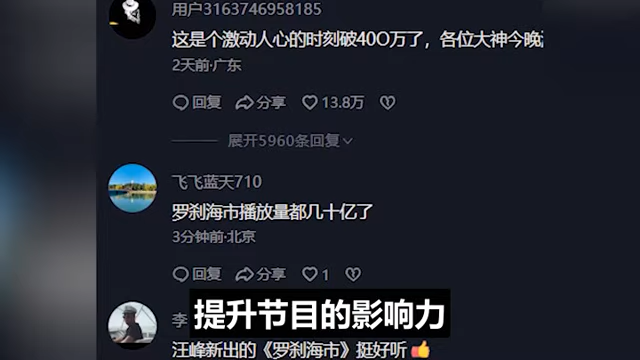 用户3163746958185
这是个激动人心的时刻破40O万了，各位大神今晚
2天前·广东
回复 分享 13.8万
展开5960条回复
飞飞蓝天710
罗刹海市播放量都几十亿了
3分钟前·北京
回复 分享 1
李
提升节目的影响力
汪峰新出的《罗刹海市》挺好听👍